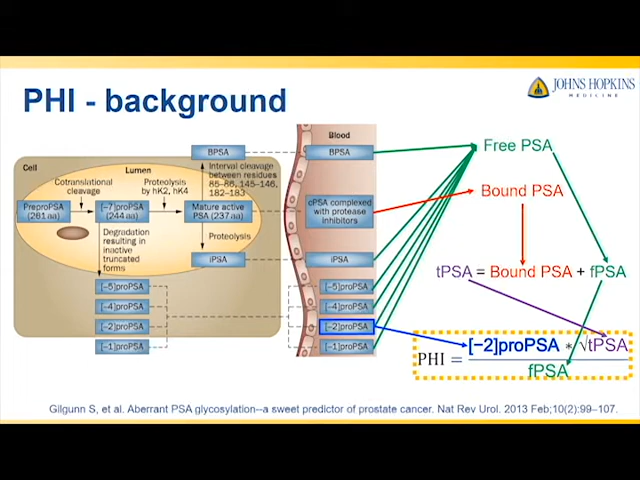 JOHNS HOPKINS
MEDICINE
PHI - background
Blood
BPSA
BPSA
Free PSA
Cell
Lumen
Interval cleavage
between residues
85–86, 145–146,
182–183
Cotranslational
cleavage
Proteolysis
by hK2, hK4
Bound PSA
PreproPSA
(261 aa)
[-7]proPSA
(244 aa)
Mature active
PSA (237 aa)
cPSA complexed
with protease
inhibitors
Degradation
resulting in
inactive
truncated
forms
Proteolysis
iPSA
iPSA
tPSA = Bound PSA + fPSA
[-5]proPSA
[-5]proPSA
[-4]proPSA
[-4]proPSA
[-2]proPSA
[-2]proPSA
[-1]proPSA
[-1]proPSA
PHI = [−2]proPSA * √tPSA
fPSA
Gilgunn S, et al. Aberrant PSA glycosylation--a sweet predictor of prostate cancer. Nat Rev Urol. 2013 Feb;10(2):99–107.